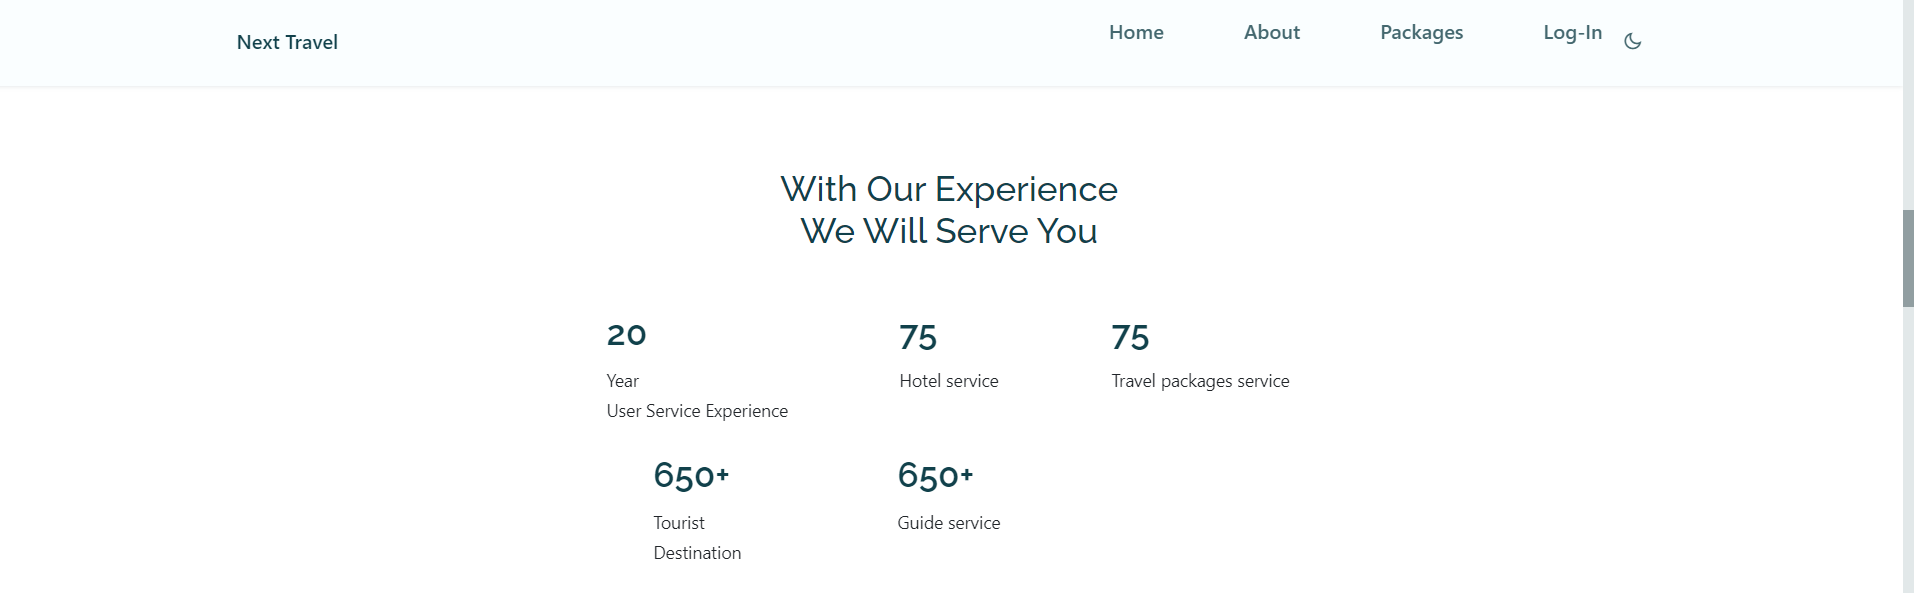 Next Travel
Home About Packages Log-In
With Our Experience
We Will Serve You
20
Year
User Service Experience
75
Hotel service
75
Travel packages service
650+
Tourist
Destination
650+
Guide service